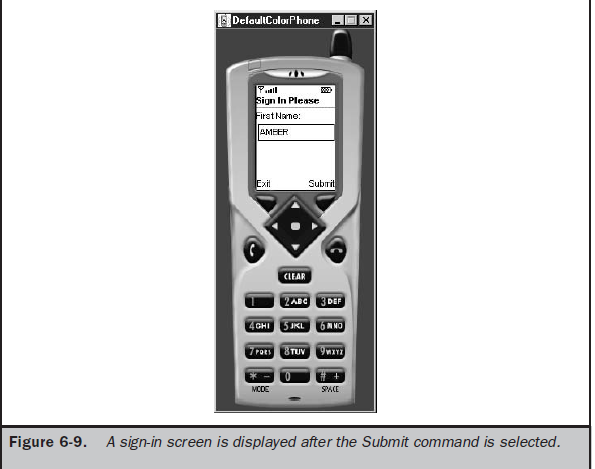 DefaultColorPhone
Sign In Please
First Name:
AMBER
Exit Submit
CLEAR
1 2 ABC 3 DEF
4 GHI 5 JKL 6 MNO
7 PQRS 8 TUV 9 WXYZ
* - 0 # +
MODE SPACE
Figure 6-9. A sign-in screen is displayed after the Submit command is selected.